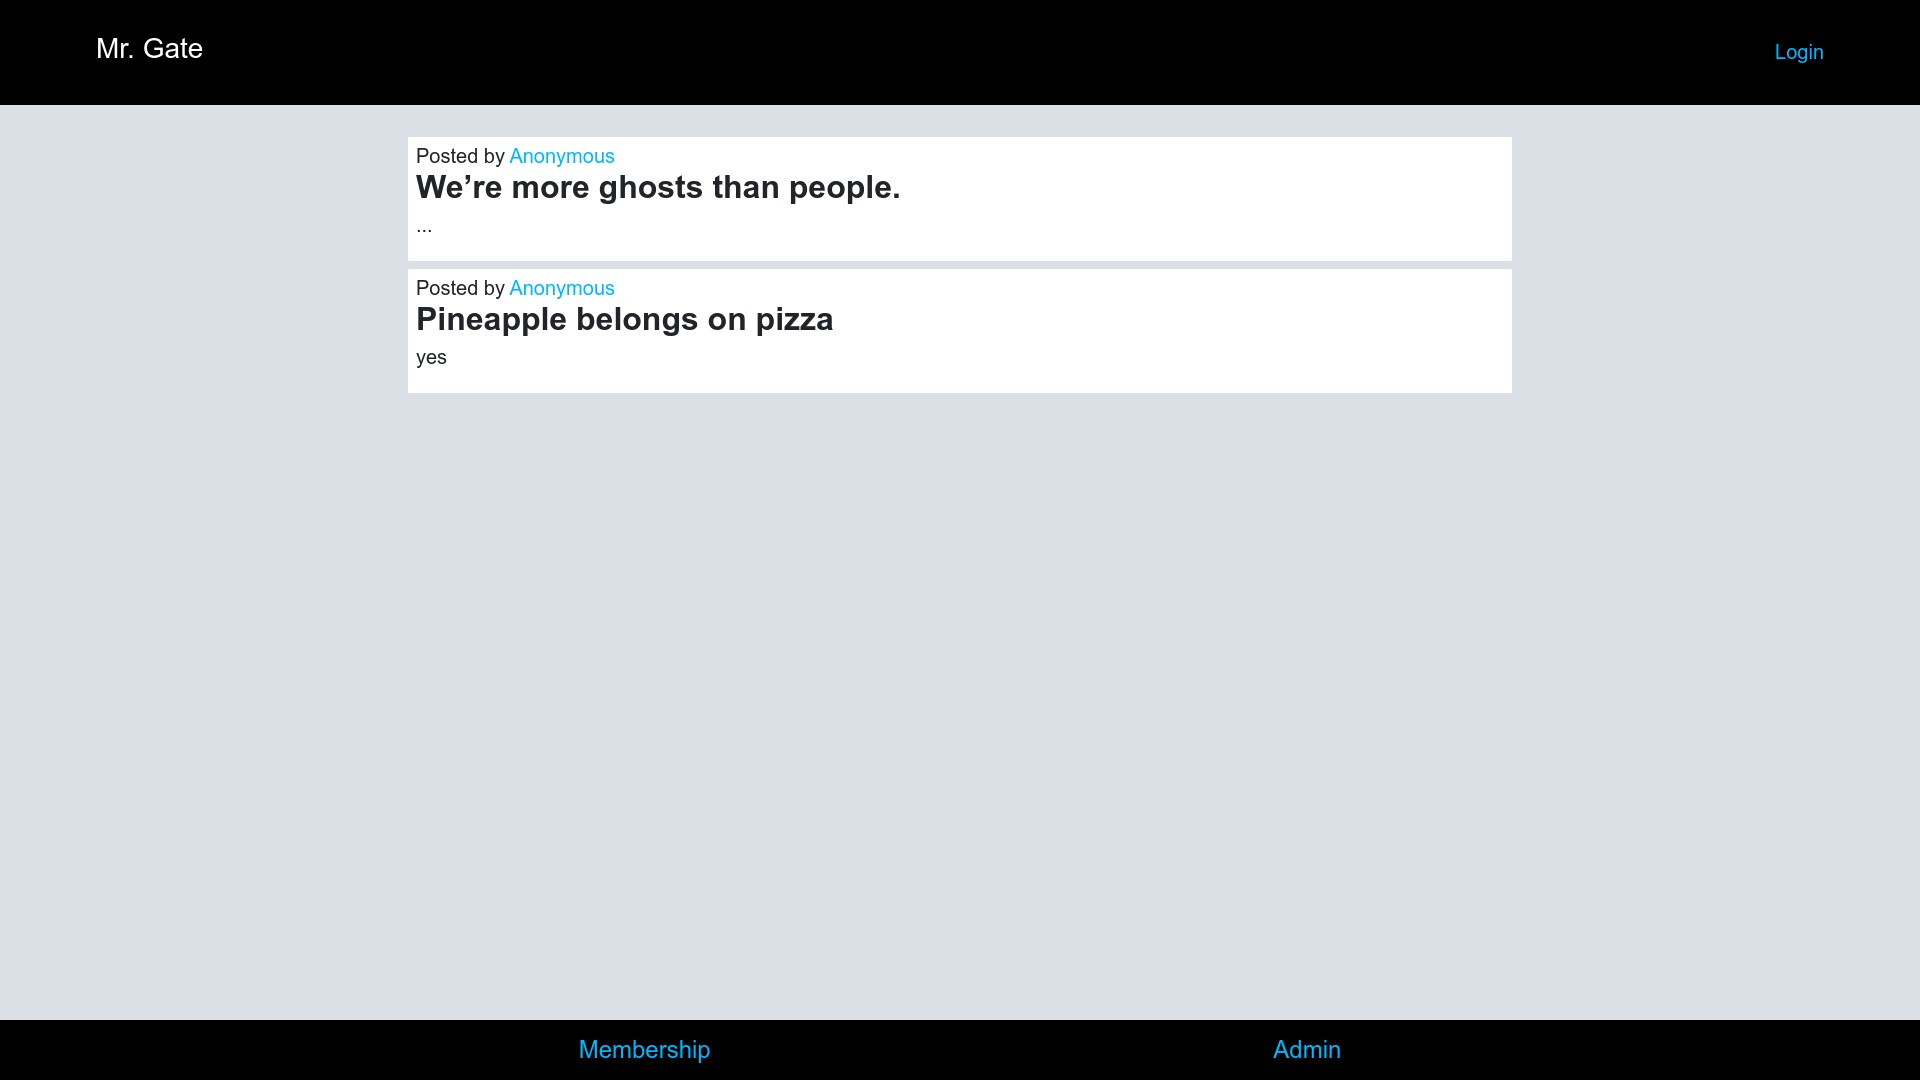 Mr. Gate
Login
Posted by Anonymous
We’re more ghosts than people.
...
Posted by Anonymous
Pineapple belongs on pizza
yes
Membership
Admin